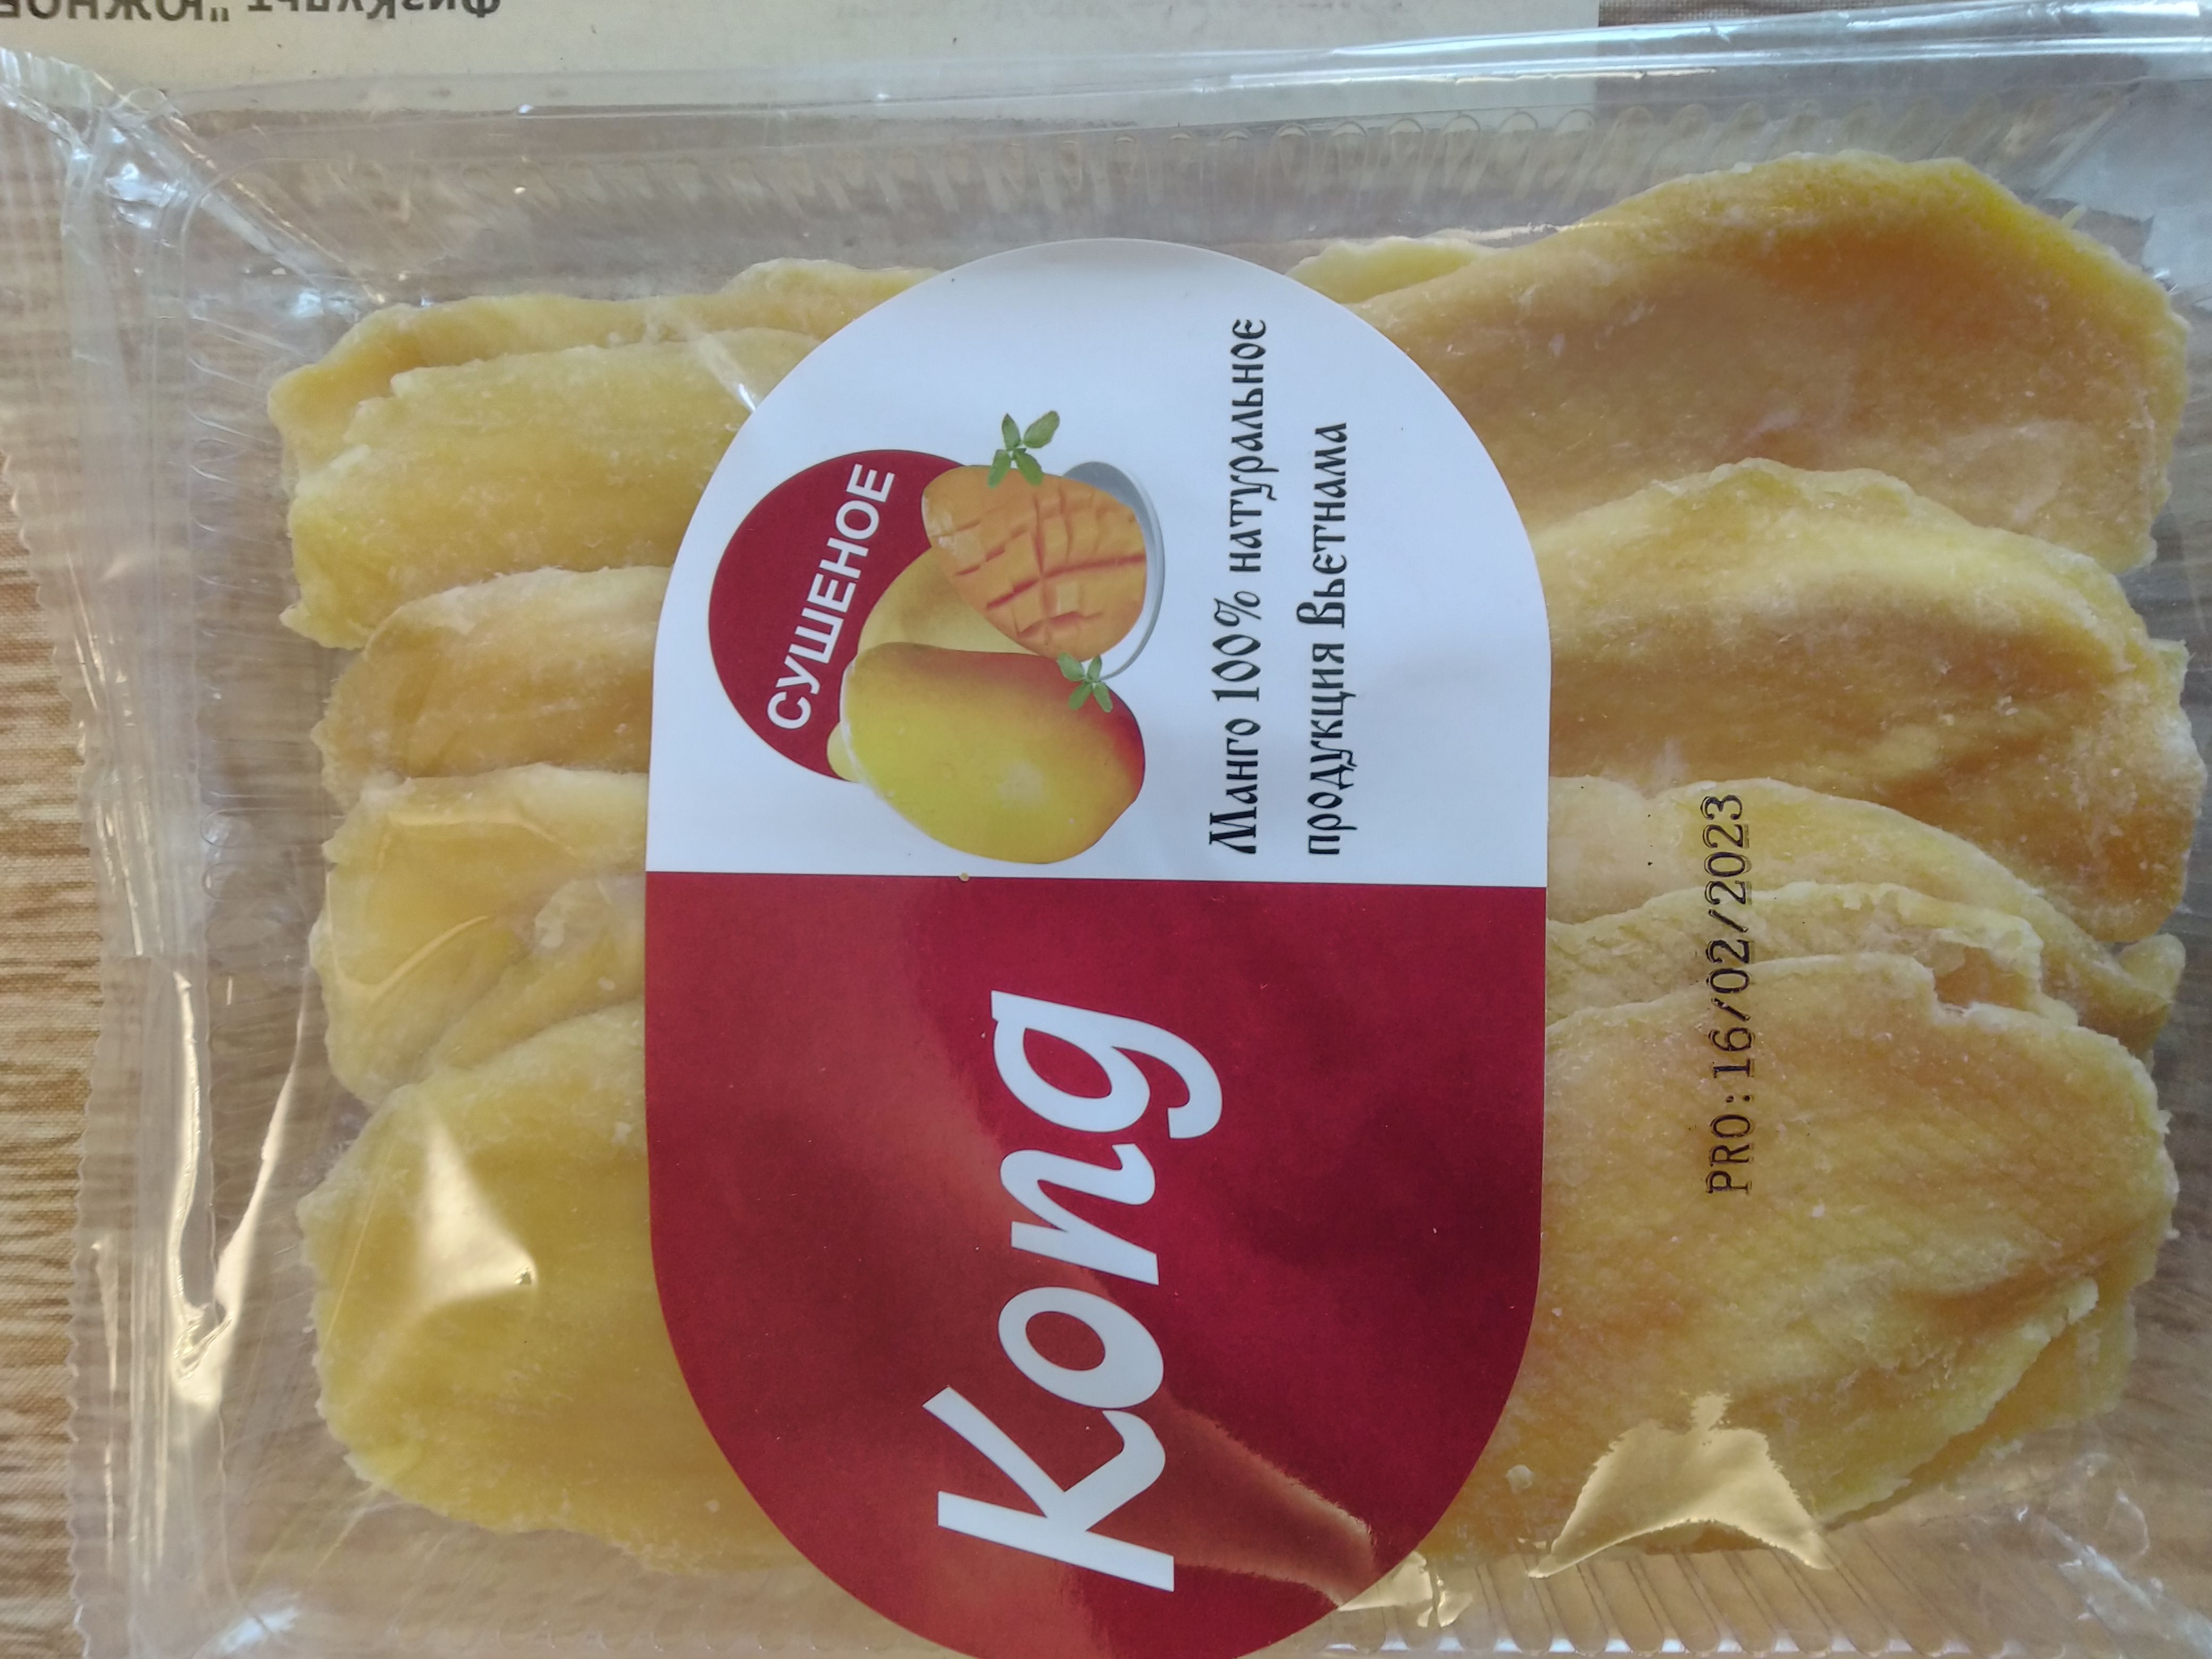 СУШЕНОЕ
Манго 100% натуральное
продукция Вьетнама
Kong
PRO:16/02/2023